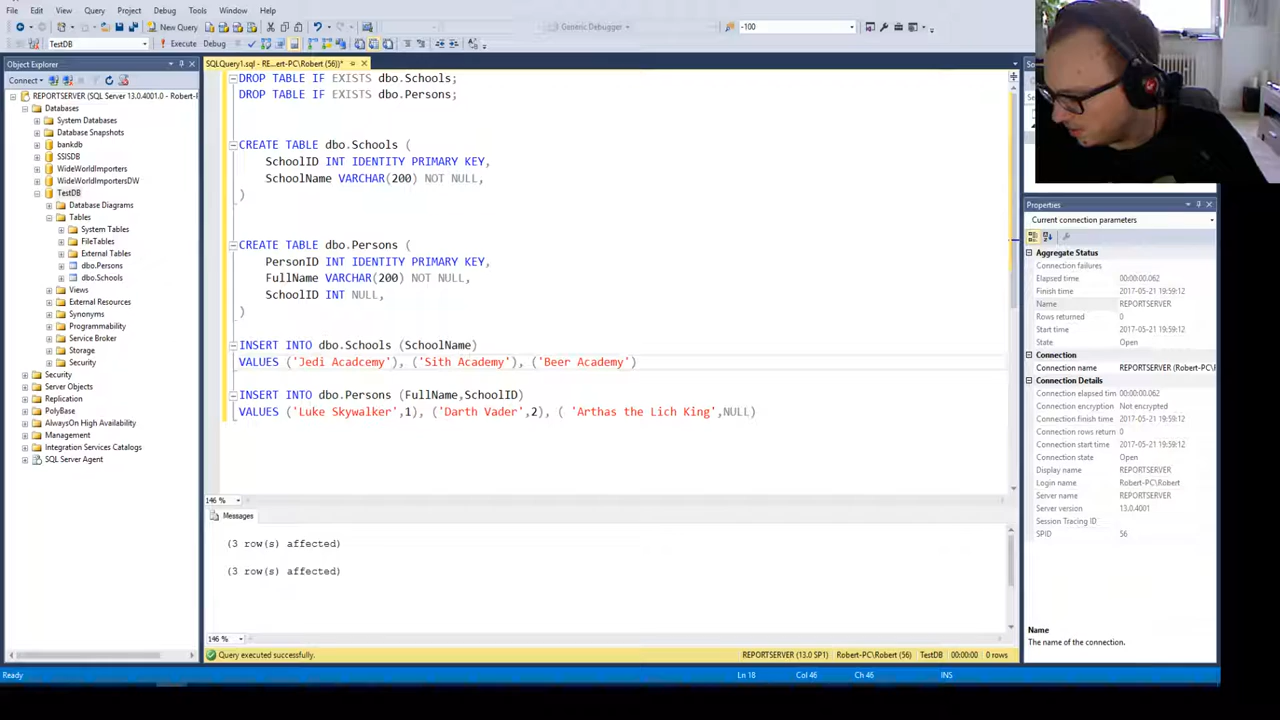 File Edit View Query Project Debug Tools Window Help
New Query Generic Debugger -100
TestDB Execute Debug
Object Explorer
Connect
REPORTSERVER (SQL Server 13.0.4001.0 - Robert-P
Databases
System Databases
Database Snapshots
bankdb
SSISDB
WideWorldImporters
WideWorldImportersDW
TestDB
Database Diagrams
Tables
System Tables
FileTables
External Tables
dbo.Persons
dbo.Schools
Views
External Resources
Synonyms
Programmability
Service Broker
Storage
Security
Security
Server Objects
Replication
PolyBase
AlwaysOn High Availability
Management
Integration Services Catalogs
SQL Server Agent
SQLQuery1.sql - RE...ert-PC\Robert (56))*
DROP TABLE IF EXISTS dbo.Schools;
DROP TABLE IF EXISTS dbo.Persons;
CREATE TABLE dbo.Schools (
SchoolID INT IDENTITY PRIMARY KEY,
SchoolName VARCHAR(200) NOT NULL,
)
CREATE TABLE dbo.Persons (
PersonID INT IDENTITY PRIMARY KEY,
FullName VARCHAR(200) NOT NULL,
SchoolID INT NULL,
)
INSERT INTO dbo.Schools (SchoolName)
VALUES ('Jedi Acadcemy'), ('Sith Academy'), ('Beer Academy')
INSERT INTO dbo.Persons (FullName,SchoolID)
VALUES ('Luke Skywalker',1), ('Darth Vader',2), ( 'Arthas the Lich King',NULL)
146 %
Messages
(3 row(s) affected)
(3 row(s) affected)
146 %
Query executed successfully. REPORTSERVER (13.0 SP1) Robert-PC\Robert (56) TestDB 00:00:00 0 rows
Properties
Current connection parameters
Aggregate Status
Connection failures
Elapsed time 00:00:00.062
Finish time 2017-05-21 19:59:12
Name REPORTSERVER
Rows returned 0
Start time 2017-05-21 19:59:12
State Open
Connection
Connection name REPORTSERVER (Robert-PC
Connection Details
Connection elapsed time 00:00:00.062
Connection encryption Not encrypted
Connection finish time 2017-05-21 19:59:12
Connection rows return 0
Connection start time 2017-05-21 19:59:12
Connection state Open
Display name REPORTSERVER
Login name Robert-PC\Robert
Server name REPORTSERVER
Server version 13.0.4001
Session Tracing ID
SPID 56
Name
The name of the connection.
Ready Ln 18 Col 46 Ch 46 INS